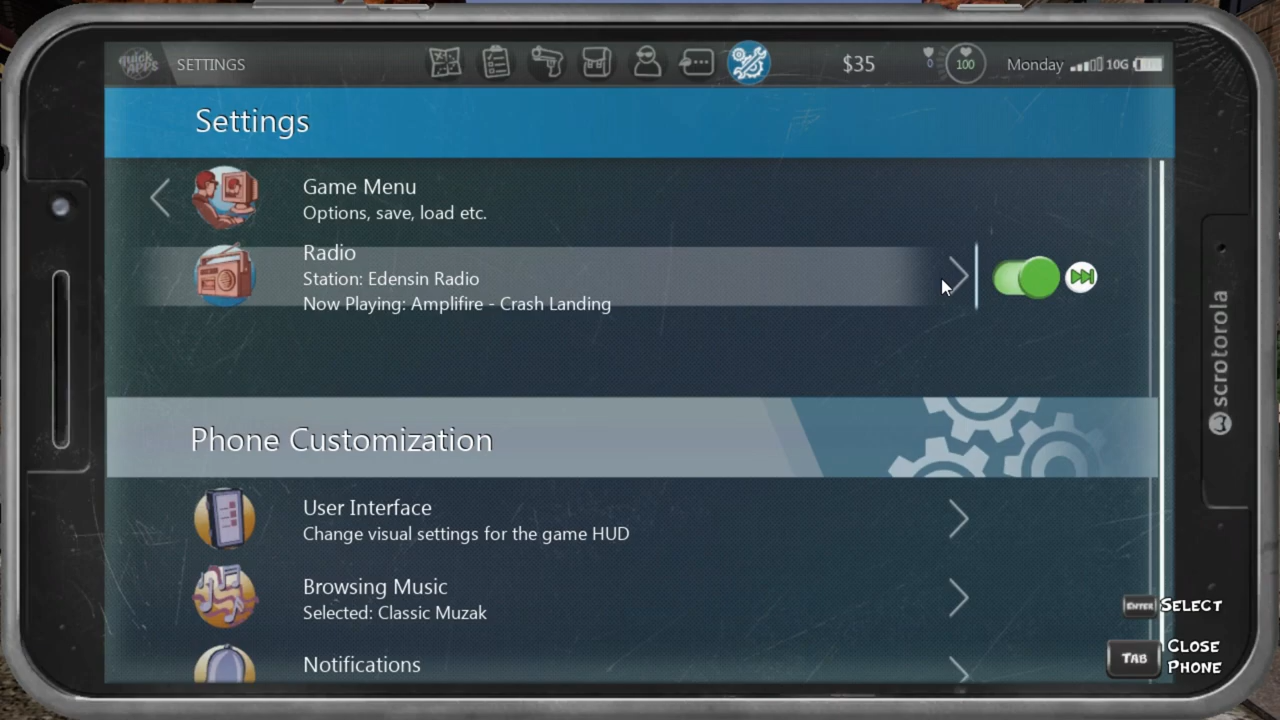 quick APPS SETTINGS $35 0 100 Monday 10G
Settings
Game Menu
Options, save, load etc.
Radio
Station: Edensin Radio
Now Playing: Amplifire - Crash Landing
Phone Customization
User Interface
Change visual settings for the game HUD
Browsing Music
Selected: Classic Muzak
Notifications
ENTER SELECT
TAB CLOSE PHONE
scrotorola